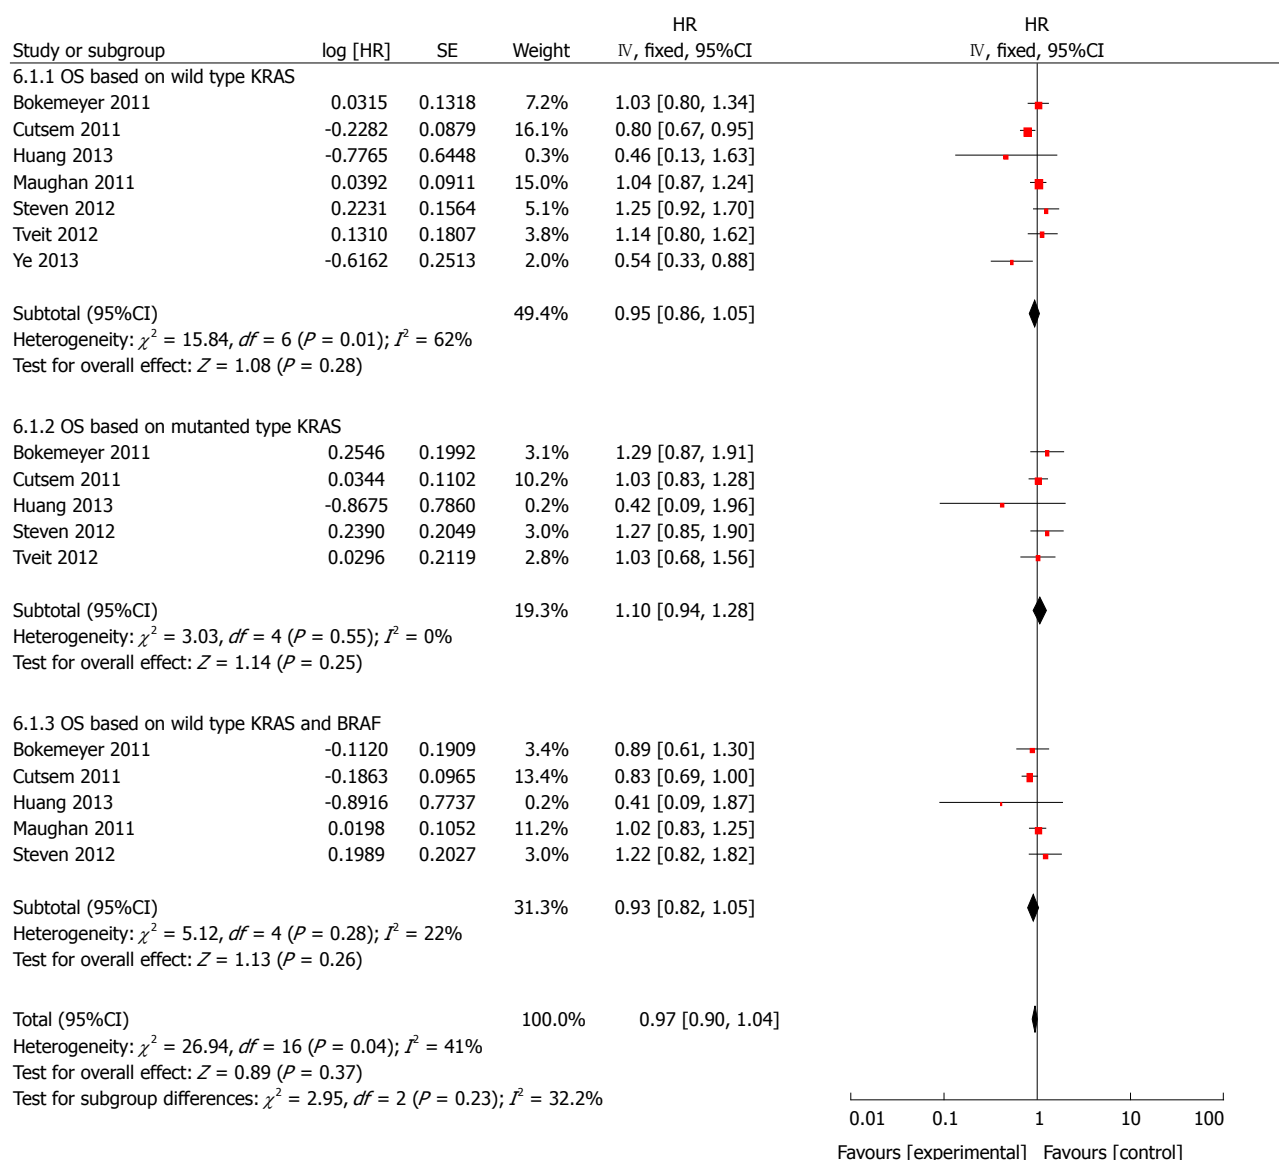 HR HR
Study or subgroup log [HR] SE Weight Ⅳ, fixed, 95%CI Ⅳ, fixed, 95%CI
6.1.1 OS based on wild type KRAS
Bokemeyer 2011 0.0315 0.1318 7.2% 1.03 [0.80, 1.34]
Cutsem 2011 -0.2282 0.0879 16.1% 0.80 [0.67, 0.95]
Huang 2013 -0.7765 0.6448 0.3% 0.46 [0.13, 1.63]
Maughan 2011 0.0392 0.0911 15.0% 1.04 [0.87, 1.24]
Steven 2012 0.2231 0.1564 5.1% 1.25 [0.92, 1.70]
Tveit 2012 0.1310 0.1807 3.8% 1.14 [0.80, 1.62]
Ye 2013 -0.6162 0.2513 2.0% 0.54 [0.33, 0.88]
Subtotal (95%CI) 49.4% 0.95 [0.86, 1.05]
Heterogeneity: χ² = 15.84, df = 6 (P = 0.01); I² = 62%
Test for overall effect: Z = 1.08 (P = 0.28)
6.1.2 OS based on mutanted type KRAS
Bokemeyer 2011 0.2546 0.1992 3.1% 1.29 [0.87, 1.91]
Cutsem 2011 0.0344 0.1102 10.2% 1.03 [0.83, 1.28]
Huang 2013 -0.8675 0.7860 0.2% 0.42 [0.09, 1.96]
Steven 2012 0.2390 0.2049 3.0% 1.27 [0.85, 1.90]
Tveit 2012 0.0296 0.2119 2.8% 1.03 [0.68, 1.56]
Subtotal (95%CI) 19.3% 1.10 [0.94, 1.28]
Heterogeneity: χ² = 3.03, df = 4 (P = 0.55); I² = 0%
Test for overall effect: Z = 1.14 (P = 0.25)
6.1.3 OS based on wild type KRAS and BRAF
Bokemeyer 2011 -0.1120 0.1909 3.4% 0.89 [0.61, 1.30]
Cutsem 2011 -0.1863 0.0965 13.4% 0.83 [0.69, 1.00]
Huang 2013 -0.8916 0.7737 0.2% 0.41 [0.09, 1.87]
Maughan 2011 0.0198 0.1052 11.2% 1.02 [0.83, 1.25]
Steven 2012 0.1989 0.2027 3.0% 1.22 [0.82, 1.82]
Subtotal (95%CI) 31.3% 0.93 [0.82, 1.05]
Heterogeneity: χ² = 5.12, df = 4 (P = 0.28); I² = 22%
Test for overall effect: Z = 1.13 (P = 0.26)
Total (95%CI) 100.0% 0.97 [0.90, 1.04]
Heterogeneity: χ² = 26.94, df = 16 (P = 0.04); I² = 41%
Test for overall effect: Z = 0.89 (P = 0.37)
Test for subgroup differences: χ² = 2.95, df = 2 (P = 0.23); I² = 32.2%
0.01 0.1 1 10 100
Favours [experimental] Favours [control]